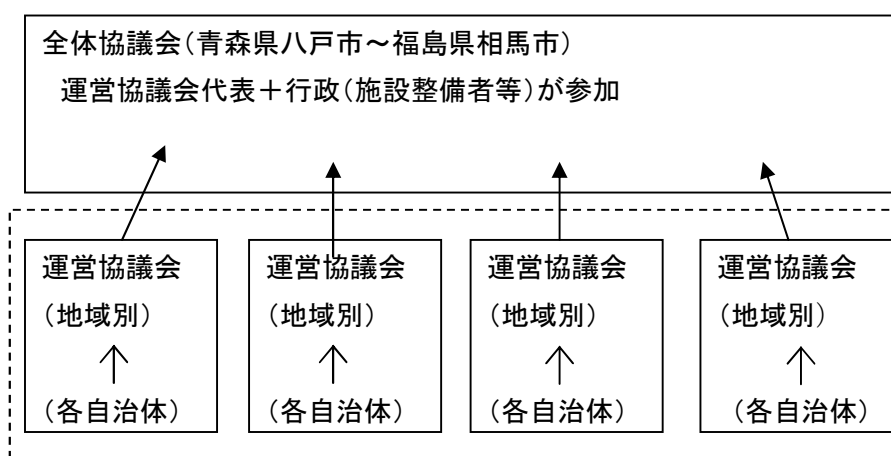 全体協議会(青森県八戸市～福島県相馬市)
運営協議会代表＋行政(施設整備者等)が参加
運営協議会
(地域別)
(各自治体)
運営協議会
(地域別)
(各自治体)
運営協議会
(地域別)
(各自治体)
運営協議会
(地域別)
(各自治体)